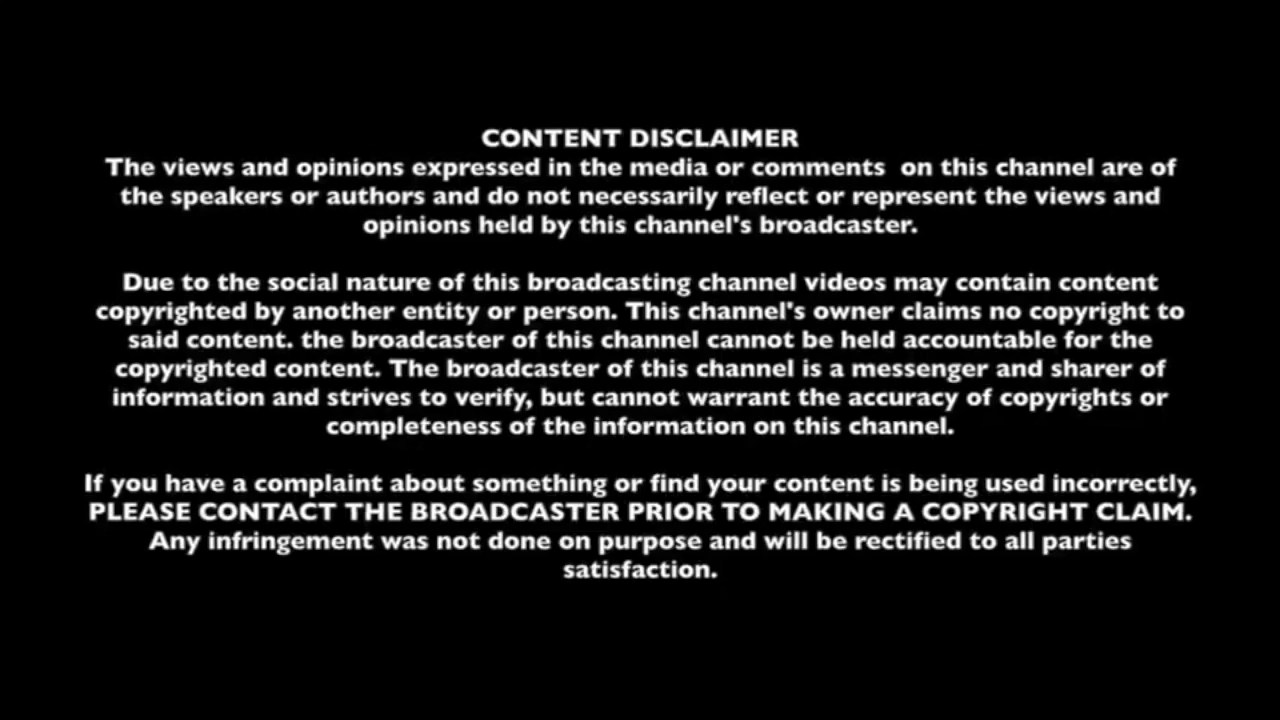 CONTENT DISCLAIMER
The views and opinions expressed in the media or comments  on this channel are of
the speakers or authors and do not necessarily reflect or represent the views and
opinions held by this channel's broadcaster.
Due to the social nature of this broadcasting channel videos may contain content
copyrighted by another entity or person. This channel's owner claims no copyright to
said content. the broadcaster of this channel cannot be held accountable for the
copyrighted content. The broadcaster of this channel is a messenger and sharer of
information and strives to verify, but cannot warrant the accuracy of copyrights or
completeness of the information on this channel.
If you have a complaint about something or find your content is being used incorrectly,
PLEASE CONTACT THE BROADCASTER PRIOR TO MAKING A COPYRIGHT CLAIM.
Any infringement was not done on purpose and will be rectified to all parties
satisfaction.